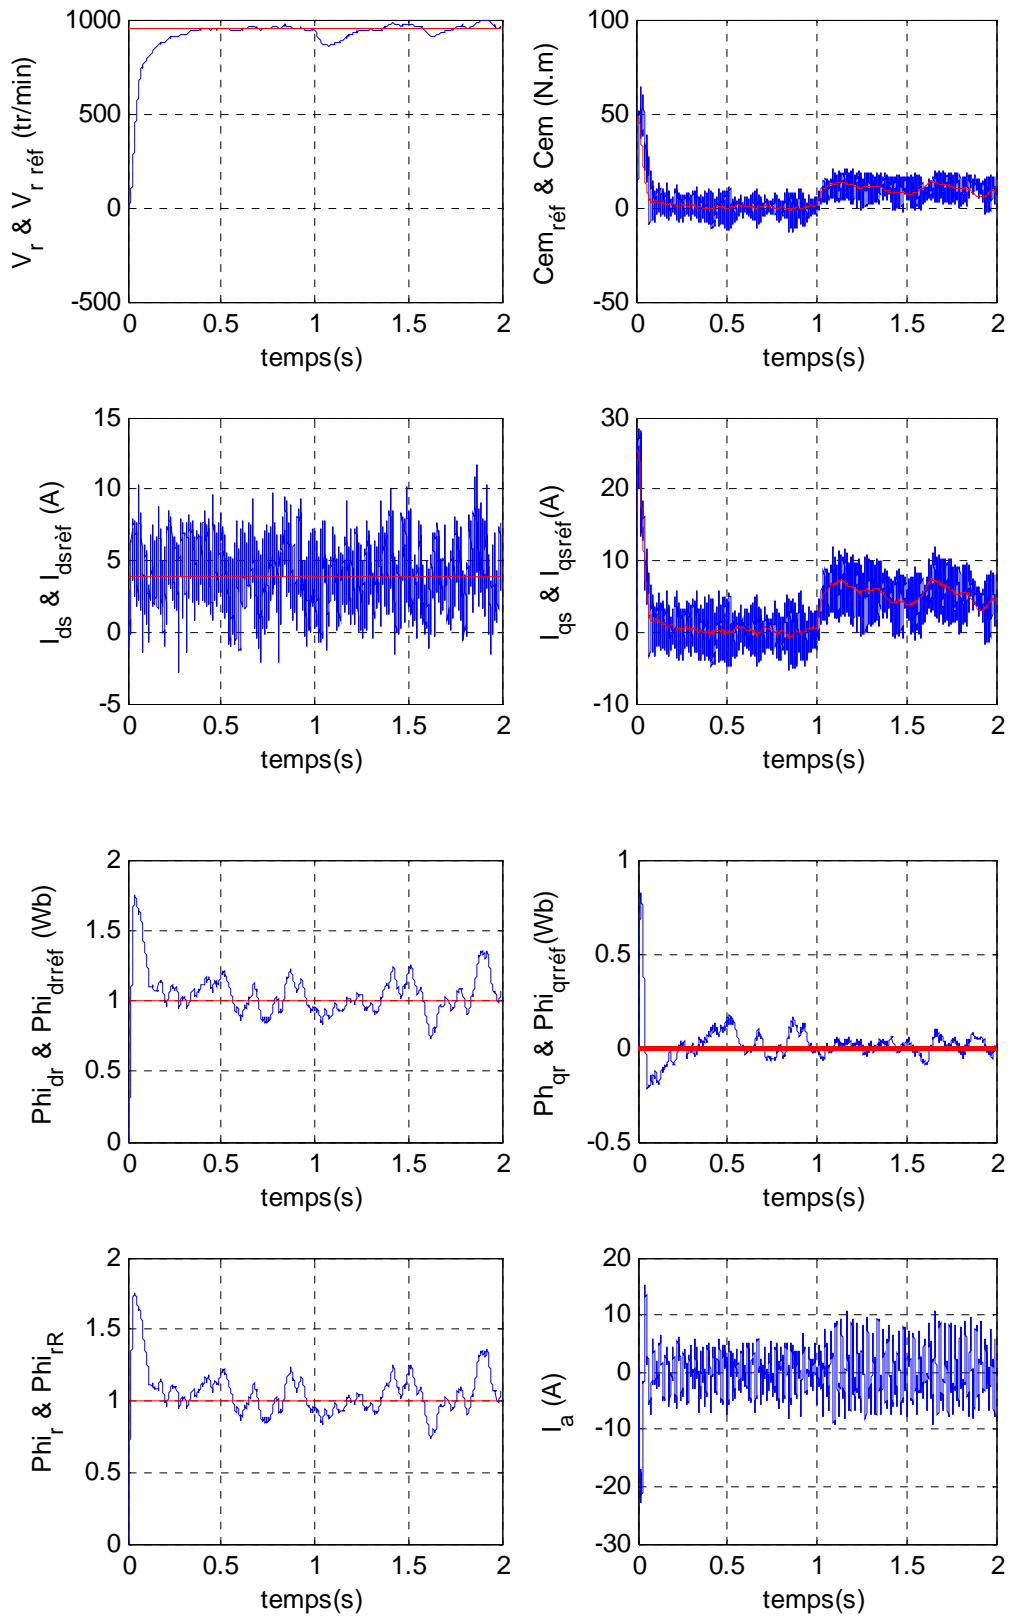 V_r & V_r réf (tr/min)
1000
500
0
-500
0 0.5 1 1.5 2
temps(s)
Cem_réf & Cem (N.m)
100
50
0
-50
0 0.5 1 1.5 2
temps(s)
I_ds & I_dsrèf (A)
15
10
5
0
-5
0 0.5 1 1.5 2
temps(s)
I_qs & I_qsréf(A)
30
20
10
0
-10
0 0.5 1 1.5 2
temps(s)
Phi_dr & Phi_drréf (Wb)
2
1.5
1
0.5
0
0 0.5 1 1.5 2
temps(s)
Ph_qr & Phi_qrréf(Wb)
1
0.5
0
-0.5
0 0.5 1 1.5 2
temps(s)
Phi_r & Phi_rR
2
1.5
1
0.5
0
0 0.5 1 1.5 2
temps(s)
I_a (A)
20
10
0
-10
-20
-30
0 0.5 1 1.5 2
temps(s)